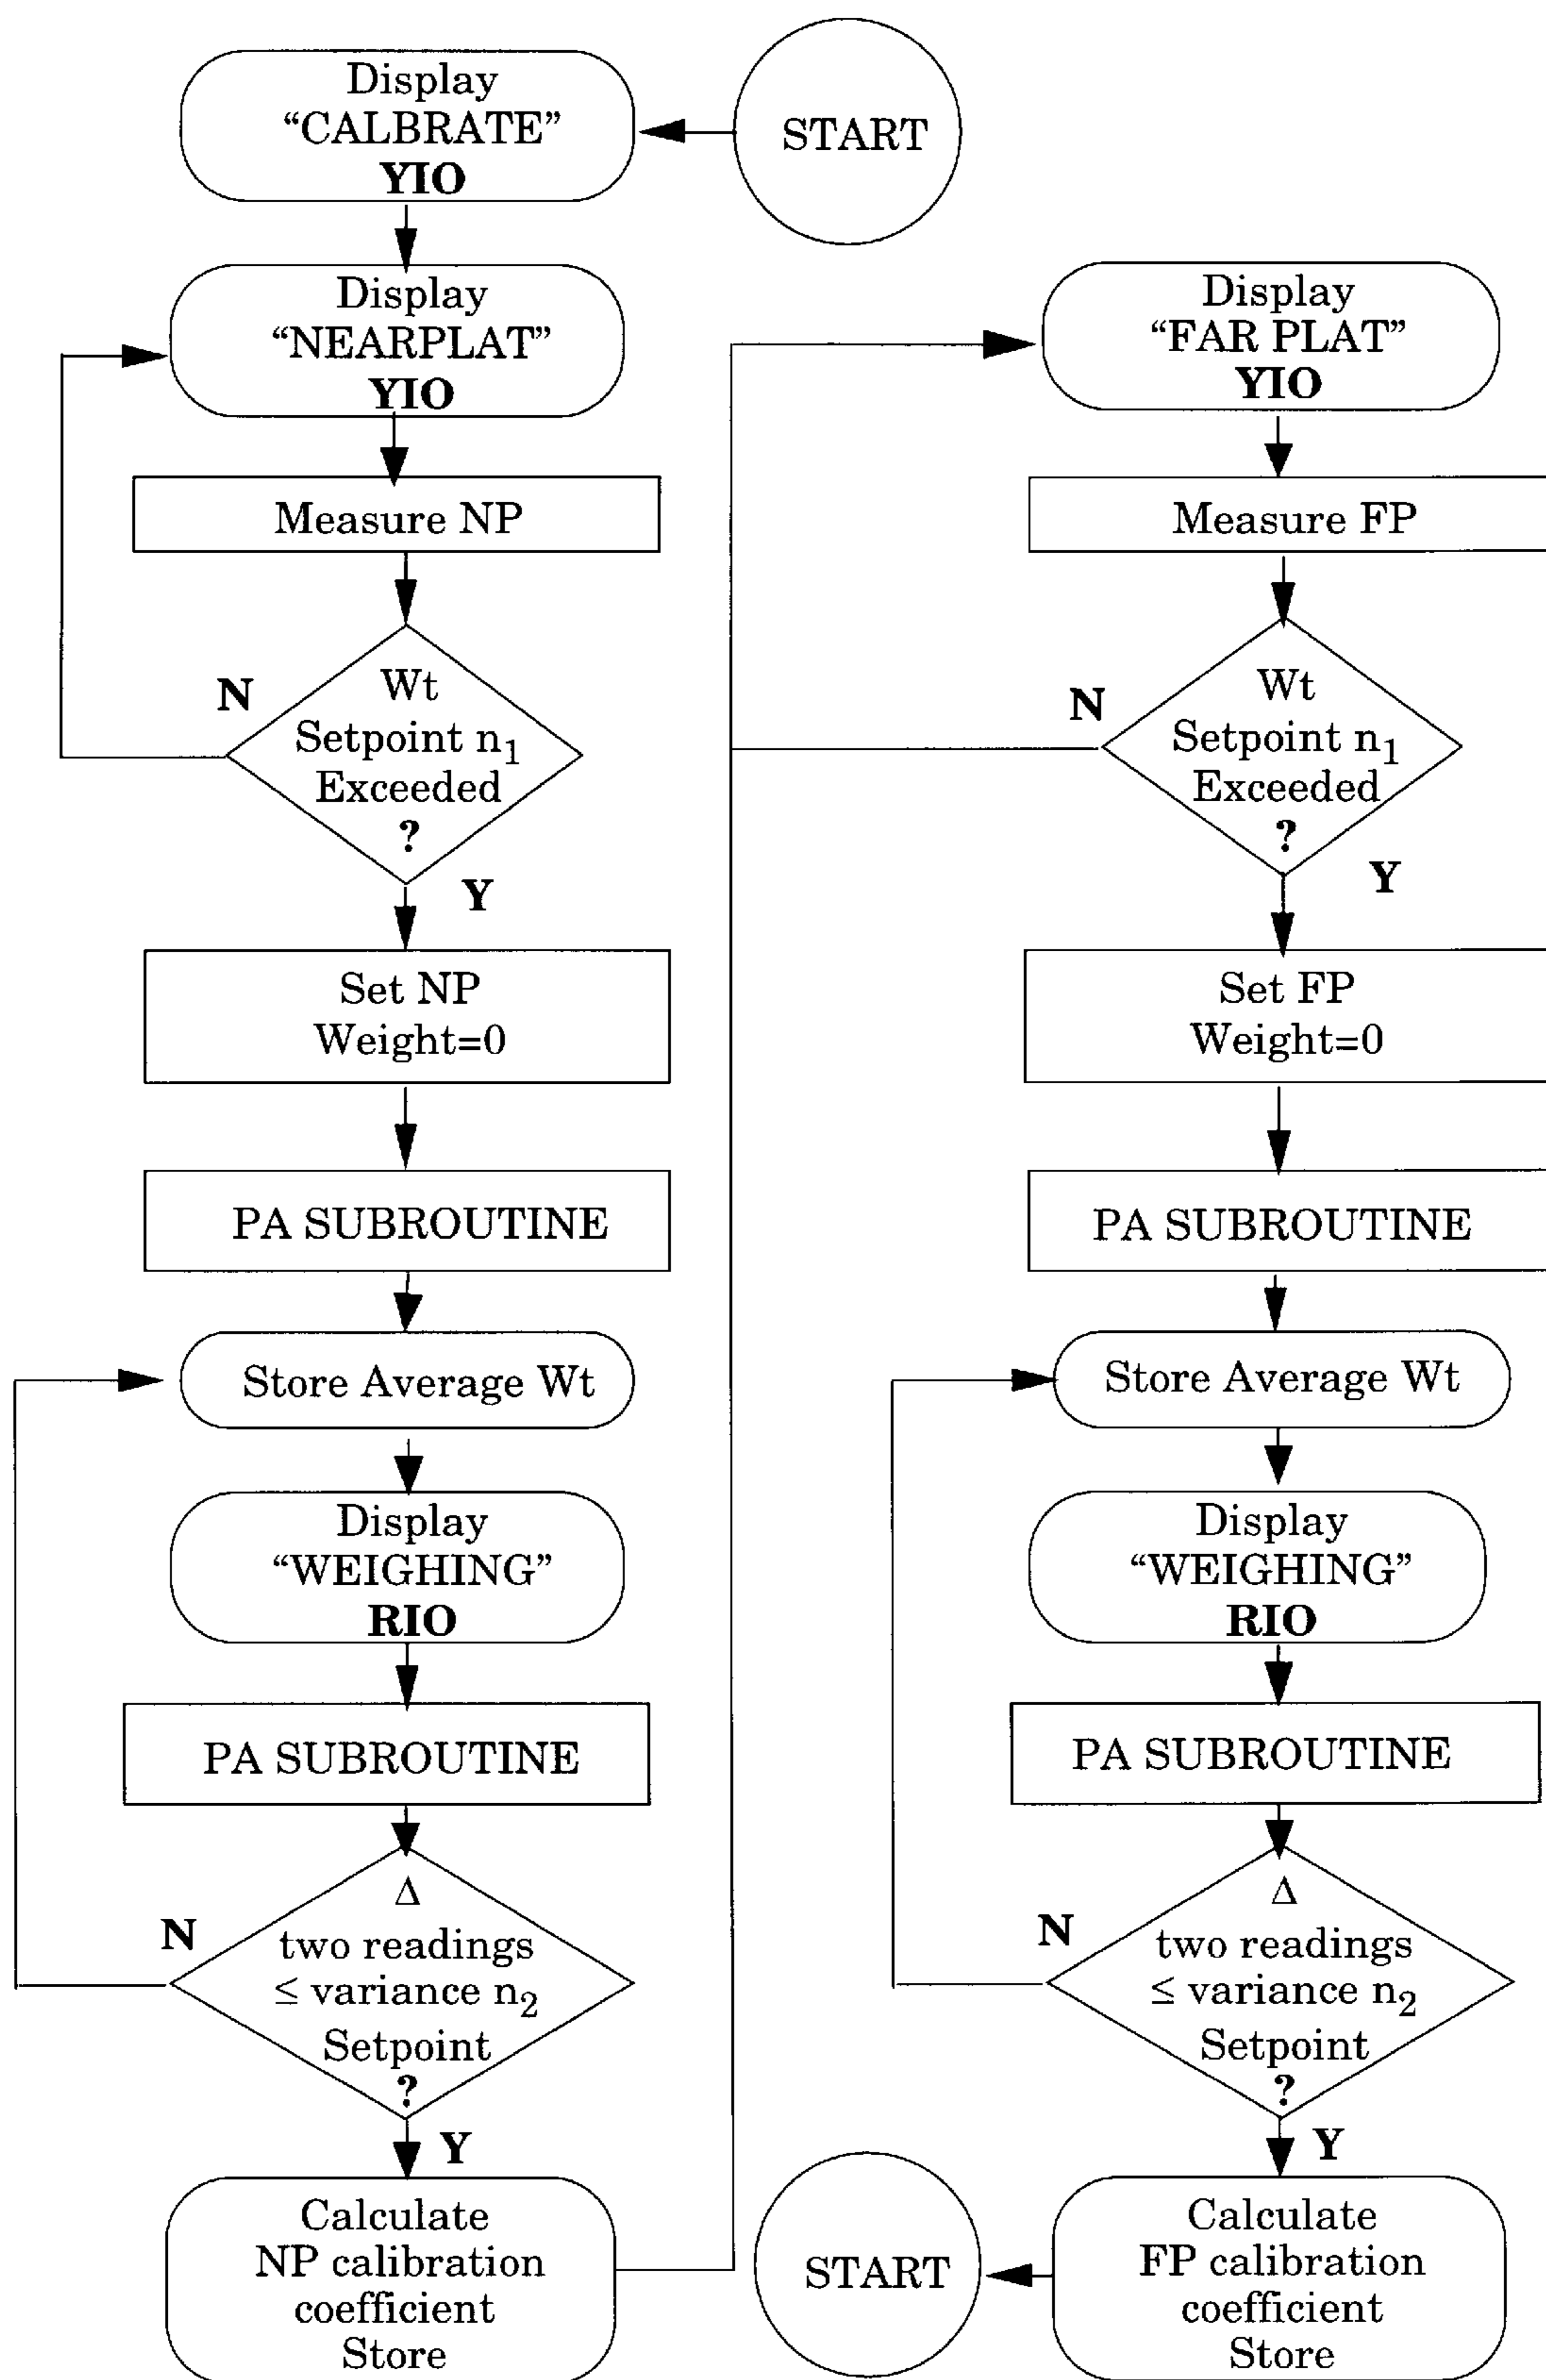 START
Display
“CALBRATE”
YIO
Display
“NEARPLAT”
YIO
Measure NP
N
Wt
Setpoint n₁
Exceeded
?
Y
Set NP
Weight=0
PA SUBROUTINE
Store Average Wt
Display
“WEIGHING”
RIO
PA SUBROUTINE
N
Δ
two readings
≤ variance n₂
Setpoint
?
Y
Calculate
NP calibration
coefficient
Store
Display
“FAR PLAT”
YIO
Measure FP
N
Wt
Setpoint n₁
Exceeded
?
Y
Set FP
Weight=0
PA SUBROUTINE
Store Average Wt
Display
“WEIGHING”
RIO
PA SUBROUTINE
N
Δ
two readings
≤ variance n₂
Setpoint
?
Y
Calculate
FP calibration
coefficient
Store
START